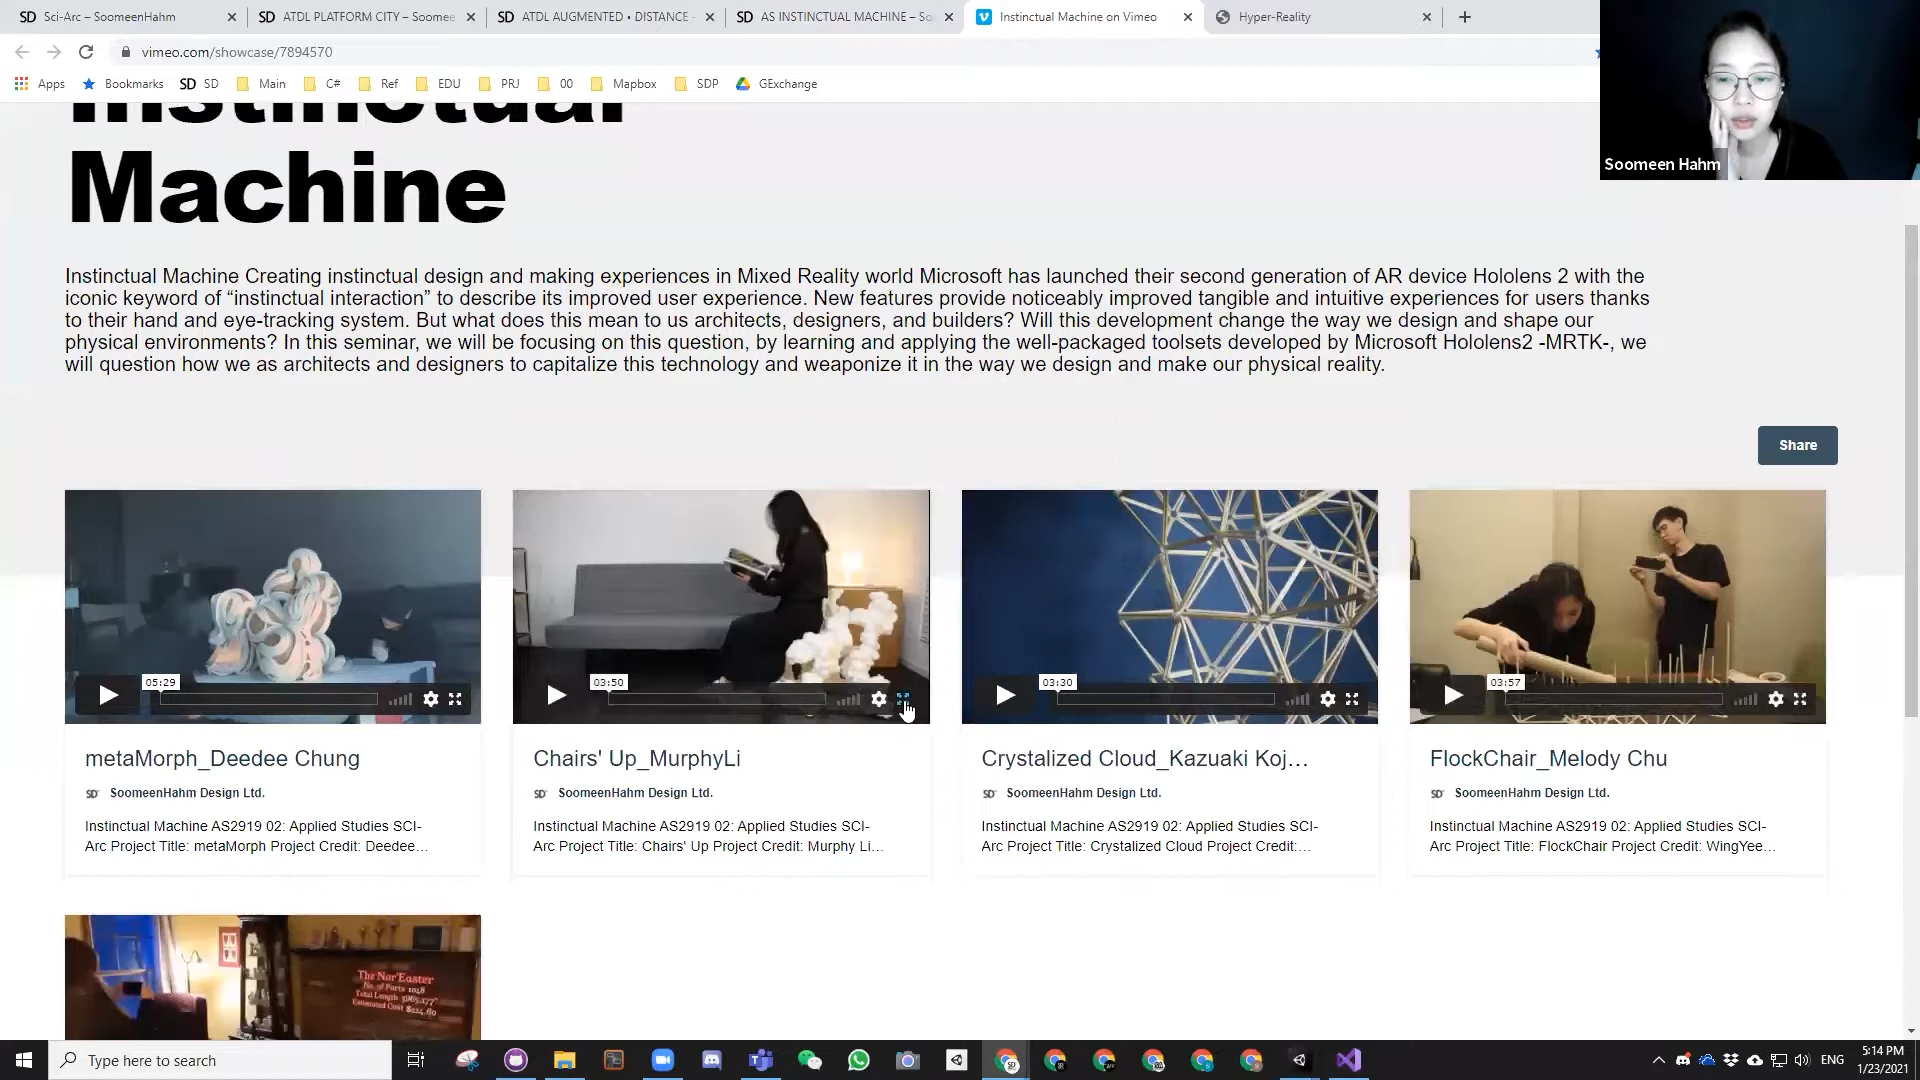 SD Sci-Arc – SoomeenHahm
SD ATDL PLATFORM CITY – Soomee
SD ATDL AUGMENTED • DISTANCE -
SD AS INSTINCTUAL MACHINE – So
Instinctual Machine on Vimeo
Hyper-Reality
vimeo.com/showcase/7894570
Apps Bookmarks SD SD Main C# Ref EDU PRJ 00 Mapbox SDP GExchange
Soomeen Hahm
Instinctual
Machine
Instinctual Machine Creating instinctual design and making experiences in Mixed Reality world Microsoft has launched their second generation of AR device Hololens 2 with the
iconic keyword of “instinctual interaction” to describe its improved user experience. New features provide noticeably improved tangible and intuitive experiences for users thanks
to their hand and eye-tracking system. But what does this mean to us architects, designers, and builders? Will this development change the way we design and shape our
physical environments? In this seminar, we will be focusing on this question, by learning and applying the well-packaged toolsets developed by Microsoft Hololens2 -MRTK-, we
will question how we as architects and designers to capitalize this technology and weaponize it in the way we design and make our physical reality.
Share
05:29
03:50
03:30
03:57
metaMorph_Deedee Chung
SD SoomeenHahm Design Ltd.
Instinctual Machine AS2919 02: Applied Studies SCI-
Arc Project Title: metaMorph Project Credit: Deedee…
Chairs' Up_MurphyLi
SD SoomeenHahm Design Ltd.
Instinctual Machine AS2919 02: Applied Studies SCI-
Arc Project Title: Chairs' Up Project Credit: Murphy Li…
Crystalized Cloud_Kazuaki Koj…
SD SoomeenHahm Design Ltd.
Instinctual Machine AS2919 02: Applied Studies SCI-
Arc Project Title: Crystalized Cloud Project Credit:…
FlockChair_Melody Chu
SD SoomeenHahm Design Ltd.
Instinctual Machine AS2919 02: Applied Studies SCI-
Arc Project Title: FlockChair Project Credit: WingYee…
The Nor'Easter
No. of Parts 1048
Total Length
Estimated Cost $224.60
Type here to search
ENG
5:14 PM
1/23/2021